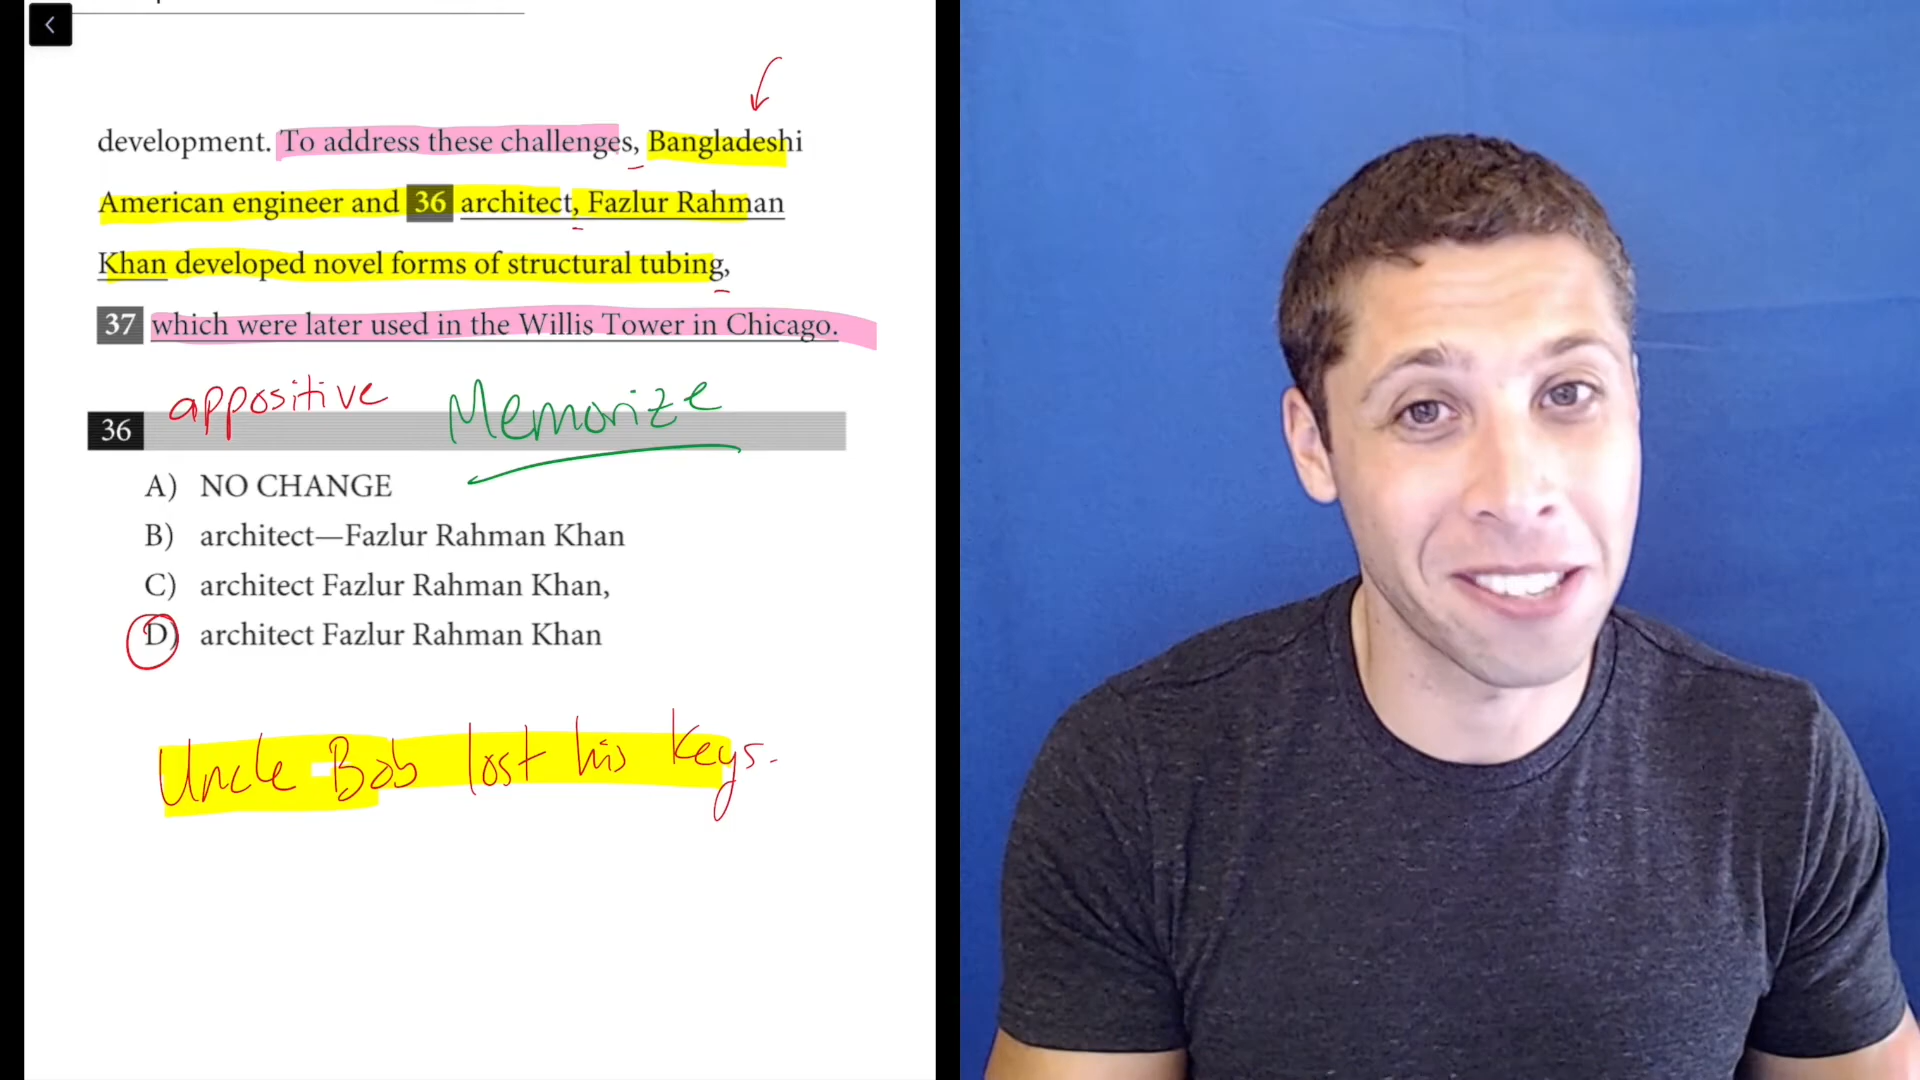 development. To address these challenges, Bangladeshi
American engineer and 36 architect, Fazlur Rahman
Khan developed novel forms of structural tubing,
37 which were later used in the Willis Tower in Chicago.
appositive Memorize
36
A) NO CHANGE
B) architect—Fazlur Rahman Khan
C) architect Fazlur Rahman Khan,
D) architect Fazlur Rahman Khan
Uncle Bob lost his keys.